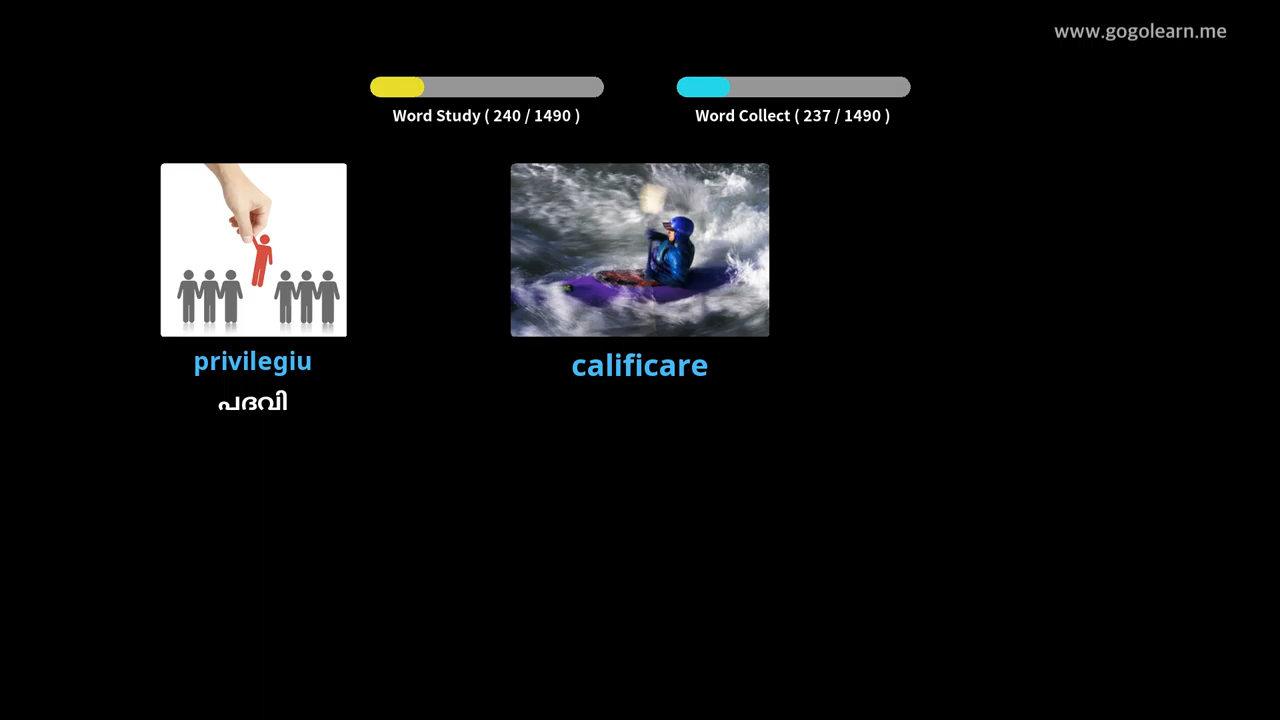 www.gogolearn.me
Word Study ( 240 / 1490 )
Word Collect ( 237 / 1490 )
privilegiu
പദവി
calificare